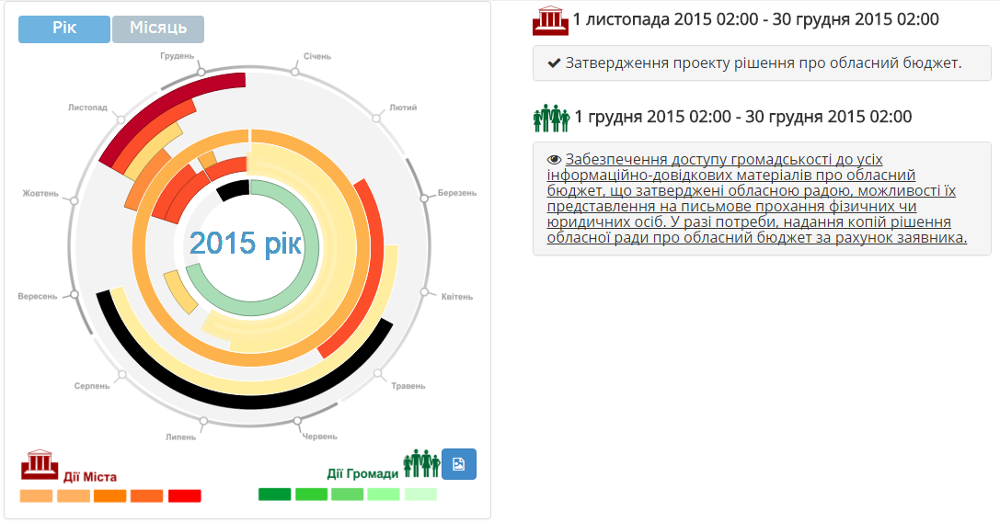 Рік
Місяць
Грудень
Січень
Листопад
Лютий
Жовтень
Березень
2015 рік
Вересень
Квітень
Серпень
Травень
Липень
Червень
Дії Міста
Дії Громади
1 листопада 2015 02:00 - 30 грудня 2015 02:00
Затвердження проекту рішення про обласний бюджет.
1 грудня 2015 02:00 - 30 грудня 2015 02:00
Забезпечення доступу громадськості до усіх
інформаційно-довідкових матеріалів про обласний
бюджет, що затверджені обласною радою, можливості їх
представлення на письмове прохання фізичних чи
юридичних осіб. У разі потреби, надання копій рішення
обласної ради про обласний бюджет за рахунок заявника.